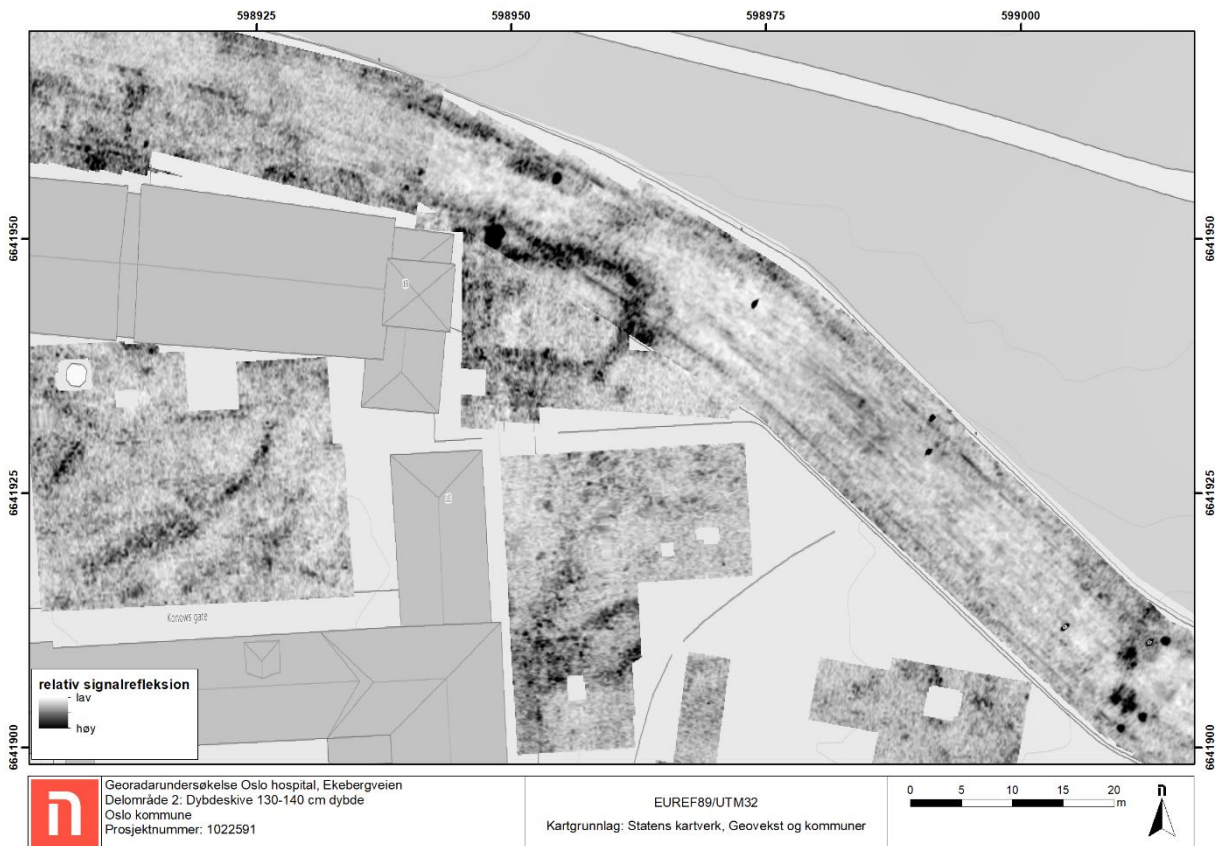 598925
598950
598975
599000
6641950
6641950
6641925
6641925
6641900
6641900
Konows gate
relativ signalrefleksion
lav
høy
Georadarundersøkelse Oslo hospital, Ekebergveien
Delområde 2: Dybdeskive 130-140 cm dybde
Oslo kommune
Prosjektnummer: 1022591
EUREF89/UTM32
Kartgrunnlag: Statens kartverk, Geovekst og kommuner
0 5 10 15 20
m